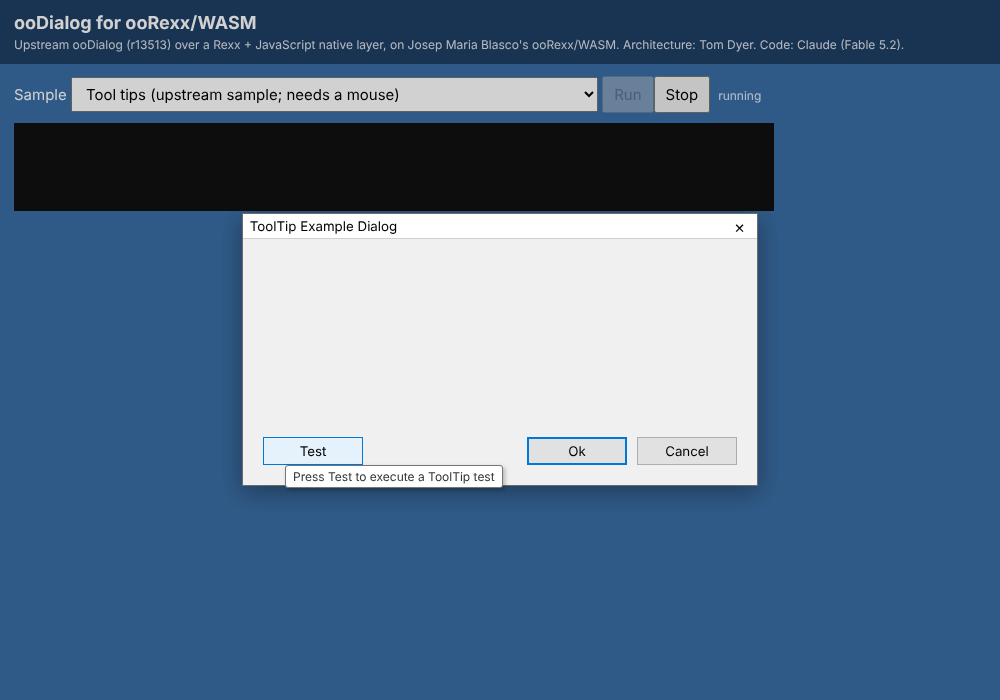 ooDialog for ooRexx/WASM
Upstream ooDialog (r13513) over a Rexx + JavaScript native layer, on Josep Maria Blasco's ooRexx/WASM. Architecture: Tom Dyer. Code: Claude (Fable 5.2).
Sample Tool tips (upstream sample; needs a mouse) Run Stop running
ToolTip Example Dialog
Test Ok Cancel
Press Test to execute a ToolTip test